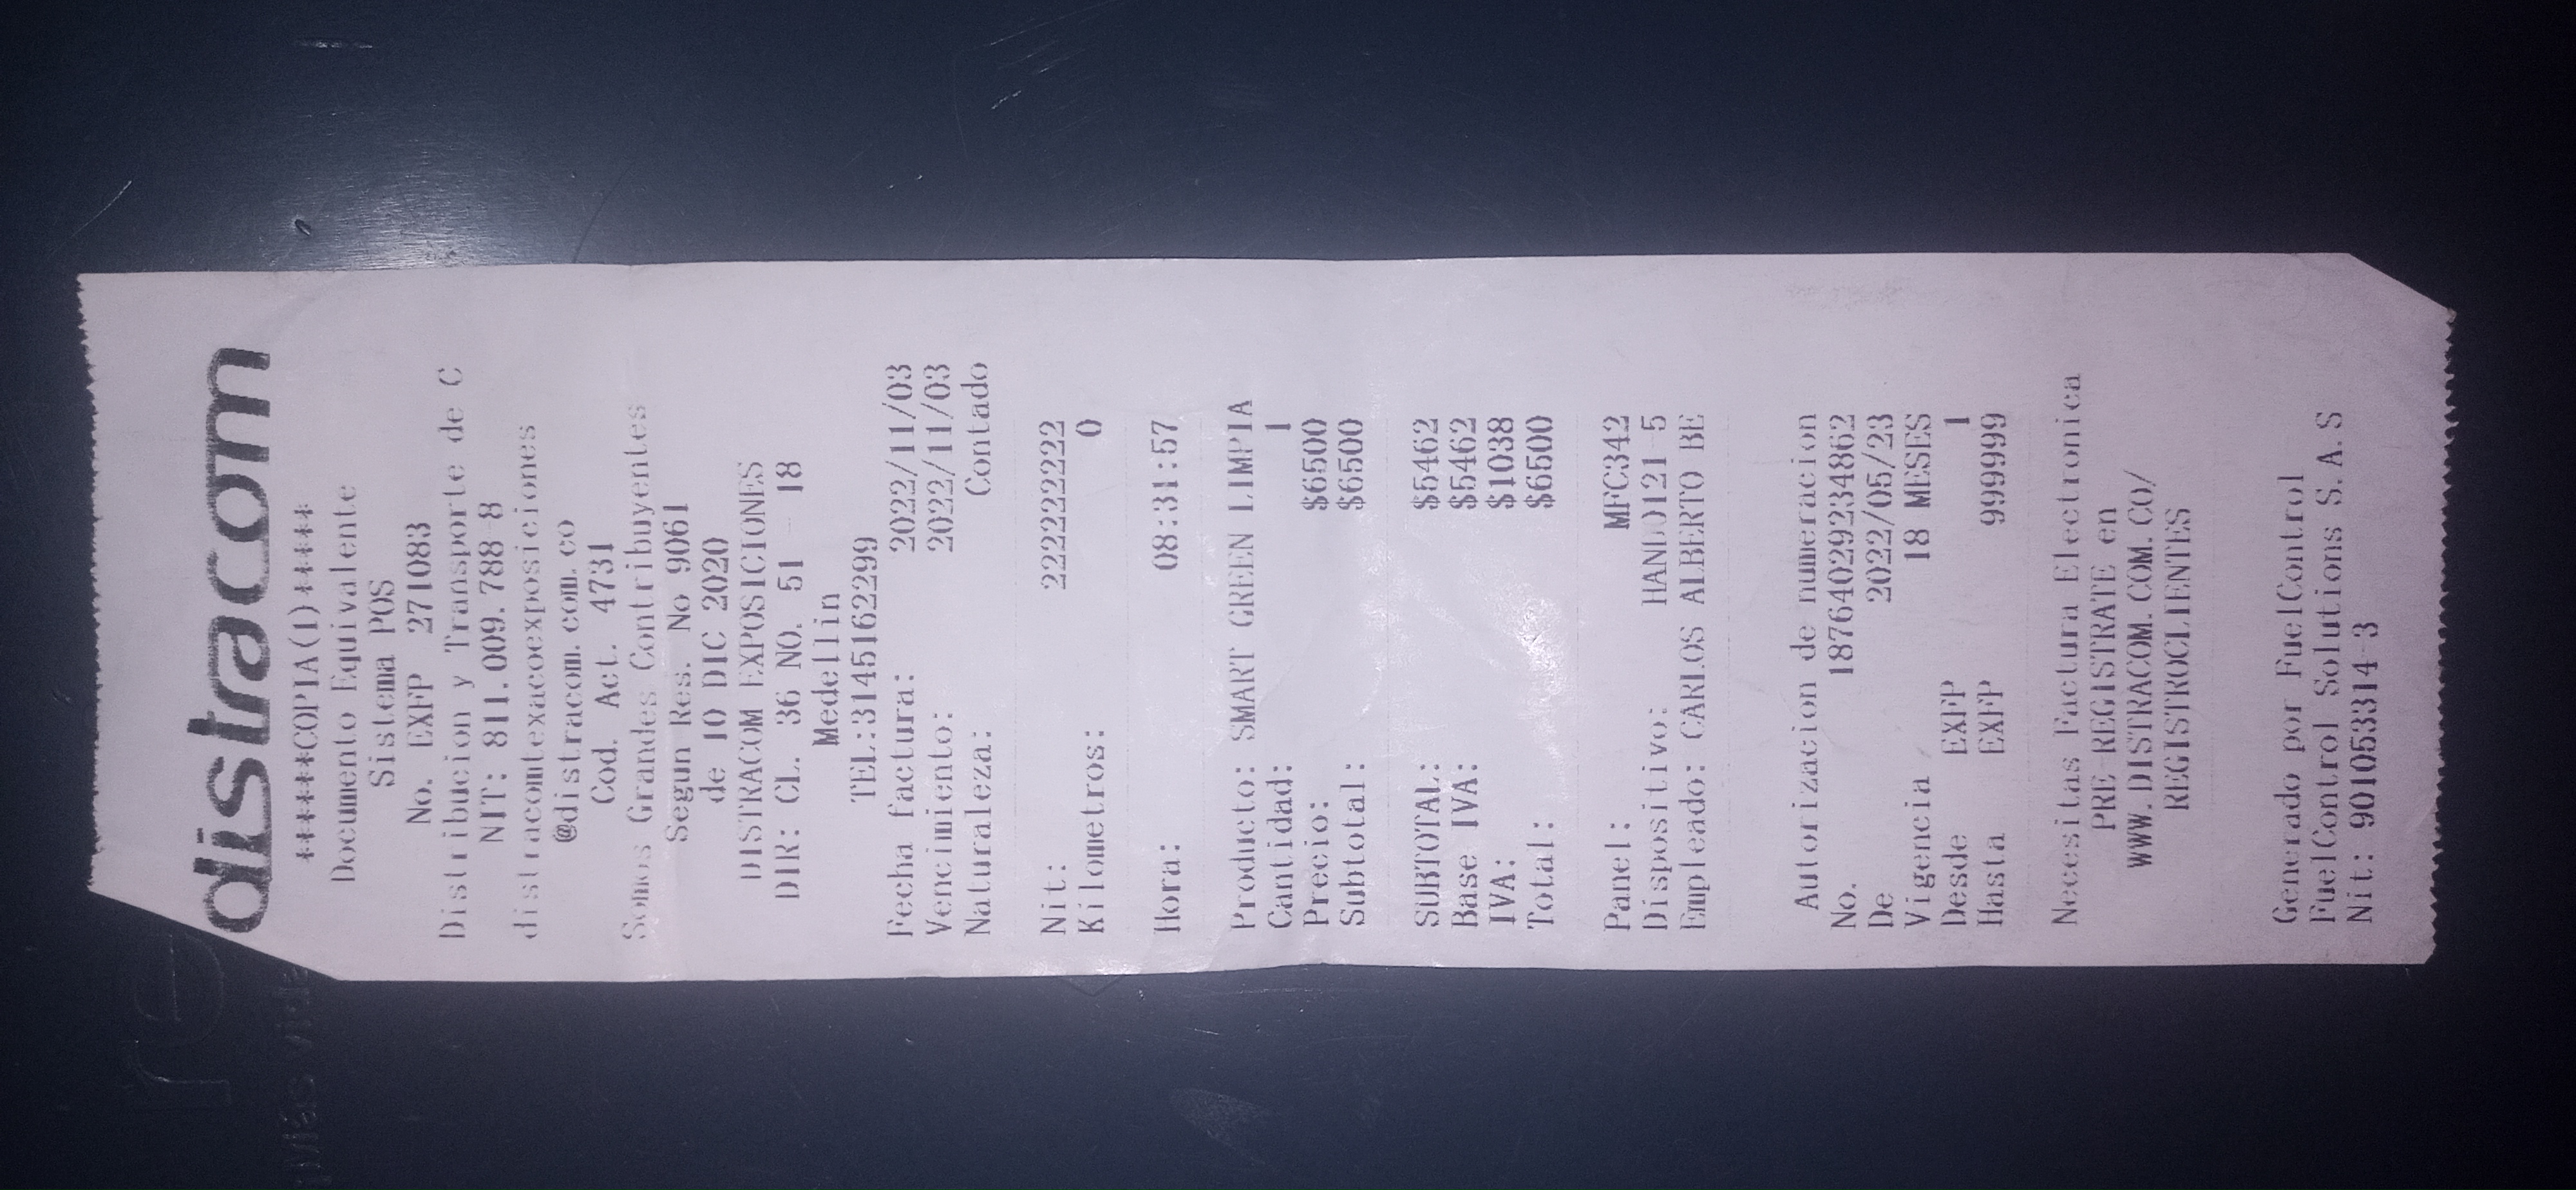 distracom
*****COPIA(1)*****
Documento Equivalente
Sistema POS
No. EXFP 271083
Distribucion y Transporte de C
NIT: 811.009.788-8
distracomtexacoexposiciones
@distracom.com.co
Cod. Act. 4731
Somos Grandes Contribuyentes
Segun Res. No 9061
de 10 DIC 2020
DISTRACOM EXPOSICIONES
DIR: CL. 36 NO. 51 - 18
Medellin
TEL:3145162299
Fecha factura: 2022/11/03
Vencimiento: 2022/11/03
Naturaleza: Contado
Nit: 222222222222
Kilometros: 0
Hora: 08:31:57
Producto: SMART GREEN LIMPIA
Cantidad: 1
Precio: $6500
Subtotal: $6500
SUBTOTAL: $5462
Base IVA: $5462
IVA: $1038
Total: $6500
Panel: MFC342
Dispositivo: HAND0121-5
Empleado: CARLOS ALBERTO BE
Autorizacion de numeracion
No. 18764029234862
De 2022/05/23
Vigencia 18 MESES
Desde EXFP 1
Hasta EXFP 999999
Necesitas Factura Electronica
PRE-REGISTRATE en
WWW.DISTRACOM.COM.CO/
REGISTROCLIENTES
Generado por FuelControl
FuelControl Solutions S.A.S
Nit: 901053314-3